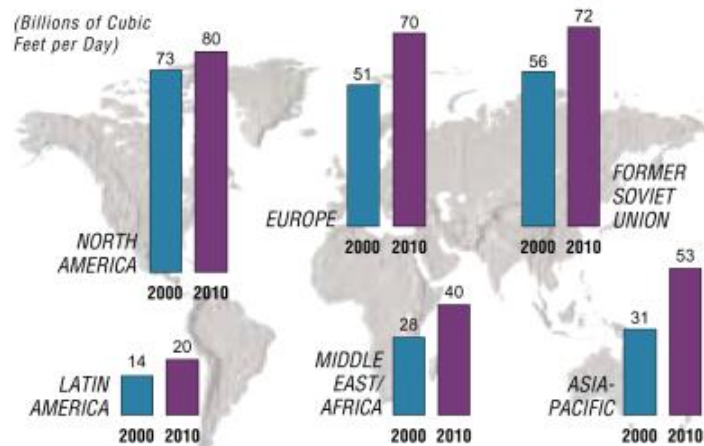 (Billions of Cubic
Feet per Day)
73
80
NORTH
AMERICA
2000 2010
51
70
EUROPE
2000 2010
56
72
FORMER
SOVIET
UNION
2000 2010
14
20
LATIN
AMERICA
2000 2010
28
40
MIDDLE
EAST/
AFRICA
2000 2010
31
53
ASIA-
PACIFIC
2000 2010